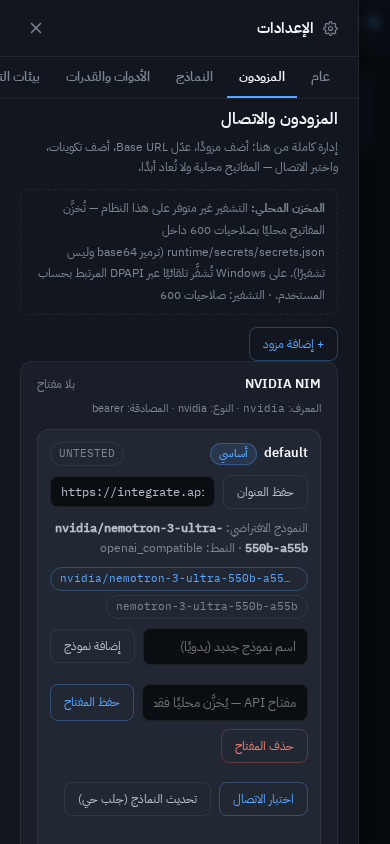 الإعدادات
عام
المزودون
النماذج
الأدوات والقدرات
بيئات الت
المزودون والاتصال
إدارة كاملة من هنا: أضف مزودًا، عدّل Base URL، أضف تكوينات،
واختبر الاتصال — المفاتيح محلية ولا تُعاد أبدًا.
المخزن المحلي: التشفير غير متوفر على هذا النظام — تُخزَّن
المفاتيح محليًا بصلاحيات 600 داخل
runtime/secrets/secrets.json (ترميز base64 وليس
تشفيرًا). على Windows تُشفَّر تلقائيًا عبر DPAPI المرتبط بحساب
المستخدم. · التشفير: صلاحيات 600
+ إضافة مزود
NVIDIA NIM
بلا مفتاح
المعرف: nvidia · النوع: nvidia · المصادقة: bearer
default
أساسي
UNTESTED
حفظ العنوان
https://integrate.ap
النموذج الافتراضي: nvidia/nemotron-3-ultra-
550b-a55b · النمط: openai_compatible
nvidia/nemotron-3-ultra-550b-a55…
nemotron-3-ultra-550b-a55b
اسم نموذج جديد (يدويًا)
إضافة نموذج
مفتاح API — يُخزَّن محليًا فقط
حفظ المفتاح
حذف المفتاح
اختبار الاتصال
تحديث النماذج (جلب حي)